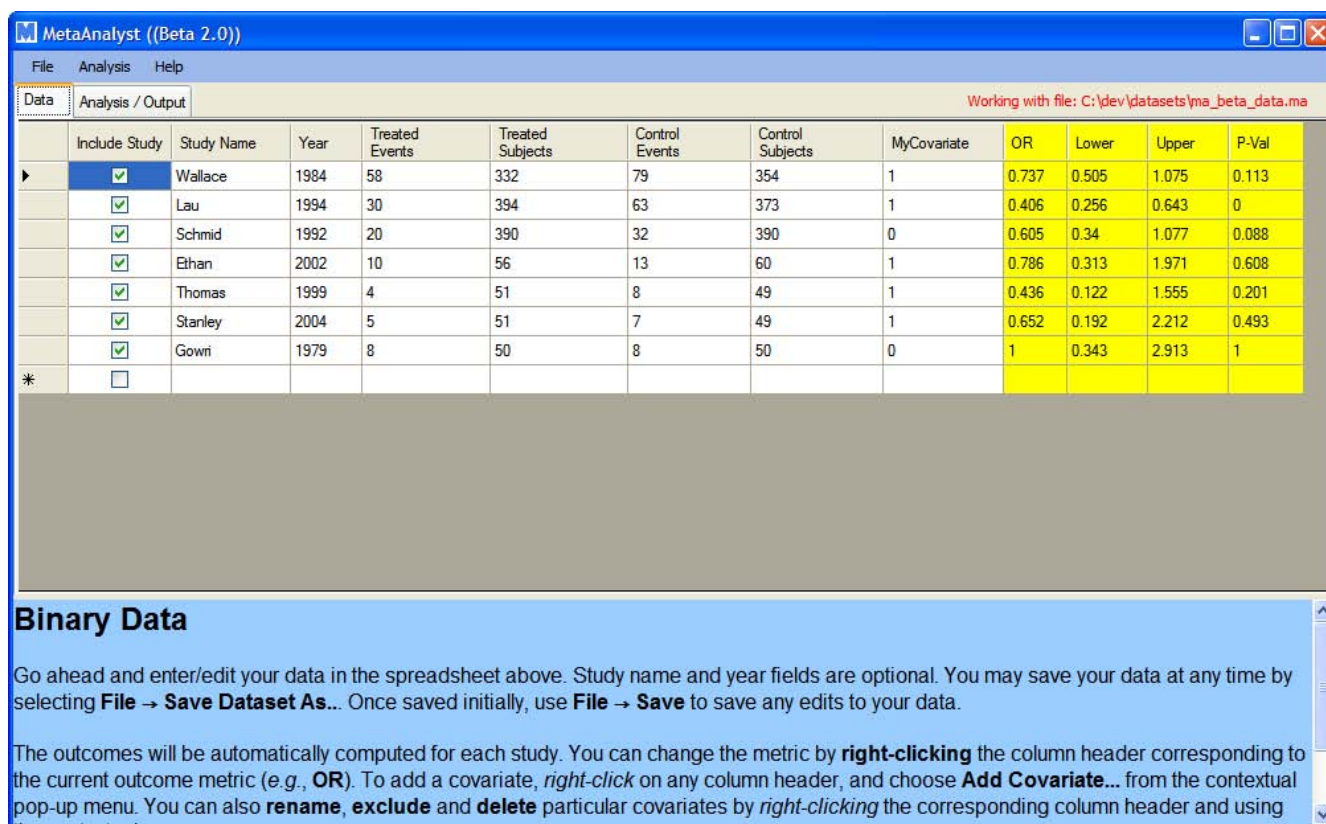 MetaAnalyst ((Beta 2.0))
File Analysis Help
Data Analysis / Output Working with file: C:\dev\datasets\ma_beta_data.ma
Include Study Study Name Year Treated Events Treated Subjects Control Events Control Subjects MyCovariate OR Lower Upper P-Val
Wallace 1984 58 332 79 354 1 0.737 0.505 1.075 0.113
Lau 1994 30 394 63 373 1 0.406 0.256 0.643 0
Schmid 1992 20 390 32 390 0 0.605 0.34 1.077 0.088
Ethan 2002 10 56 13 60 1 0.786 0.313 1.971 0.608
Thomas 1999 4 51 8 49 1 0.436 0.122 1.555 0.201
Stanley 2004 5 51 7 49 1 0.652 0.192 2.212 0.493
Gowri 1979 8 50 8 50 0 1 0.343 2.913 1
Binary Data
Go ahead and enter/edit your data in the spreadsheet above. Study name and year fields are optional. You may save your data at any time by
selecting File → Save Dataset As... Once saved initially, use File → Save to save any edits to your data.
The outcomes will be automatically computed for each study. You can change the metric by right-clicking the column header corresponding to
the current outcome metric (e.g., OR). To add a covariate, right-click on any column header, and choose Add Covariate... from the contextual
pop-up menu. You can also rename, exclude and delete particular covariates by right-clicking the corresponding column header and using